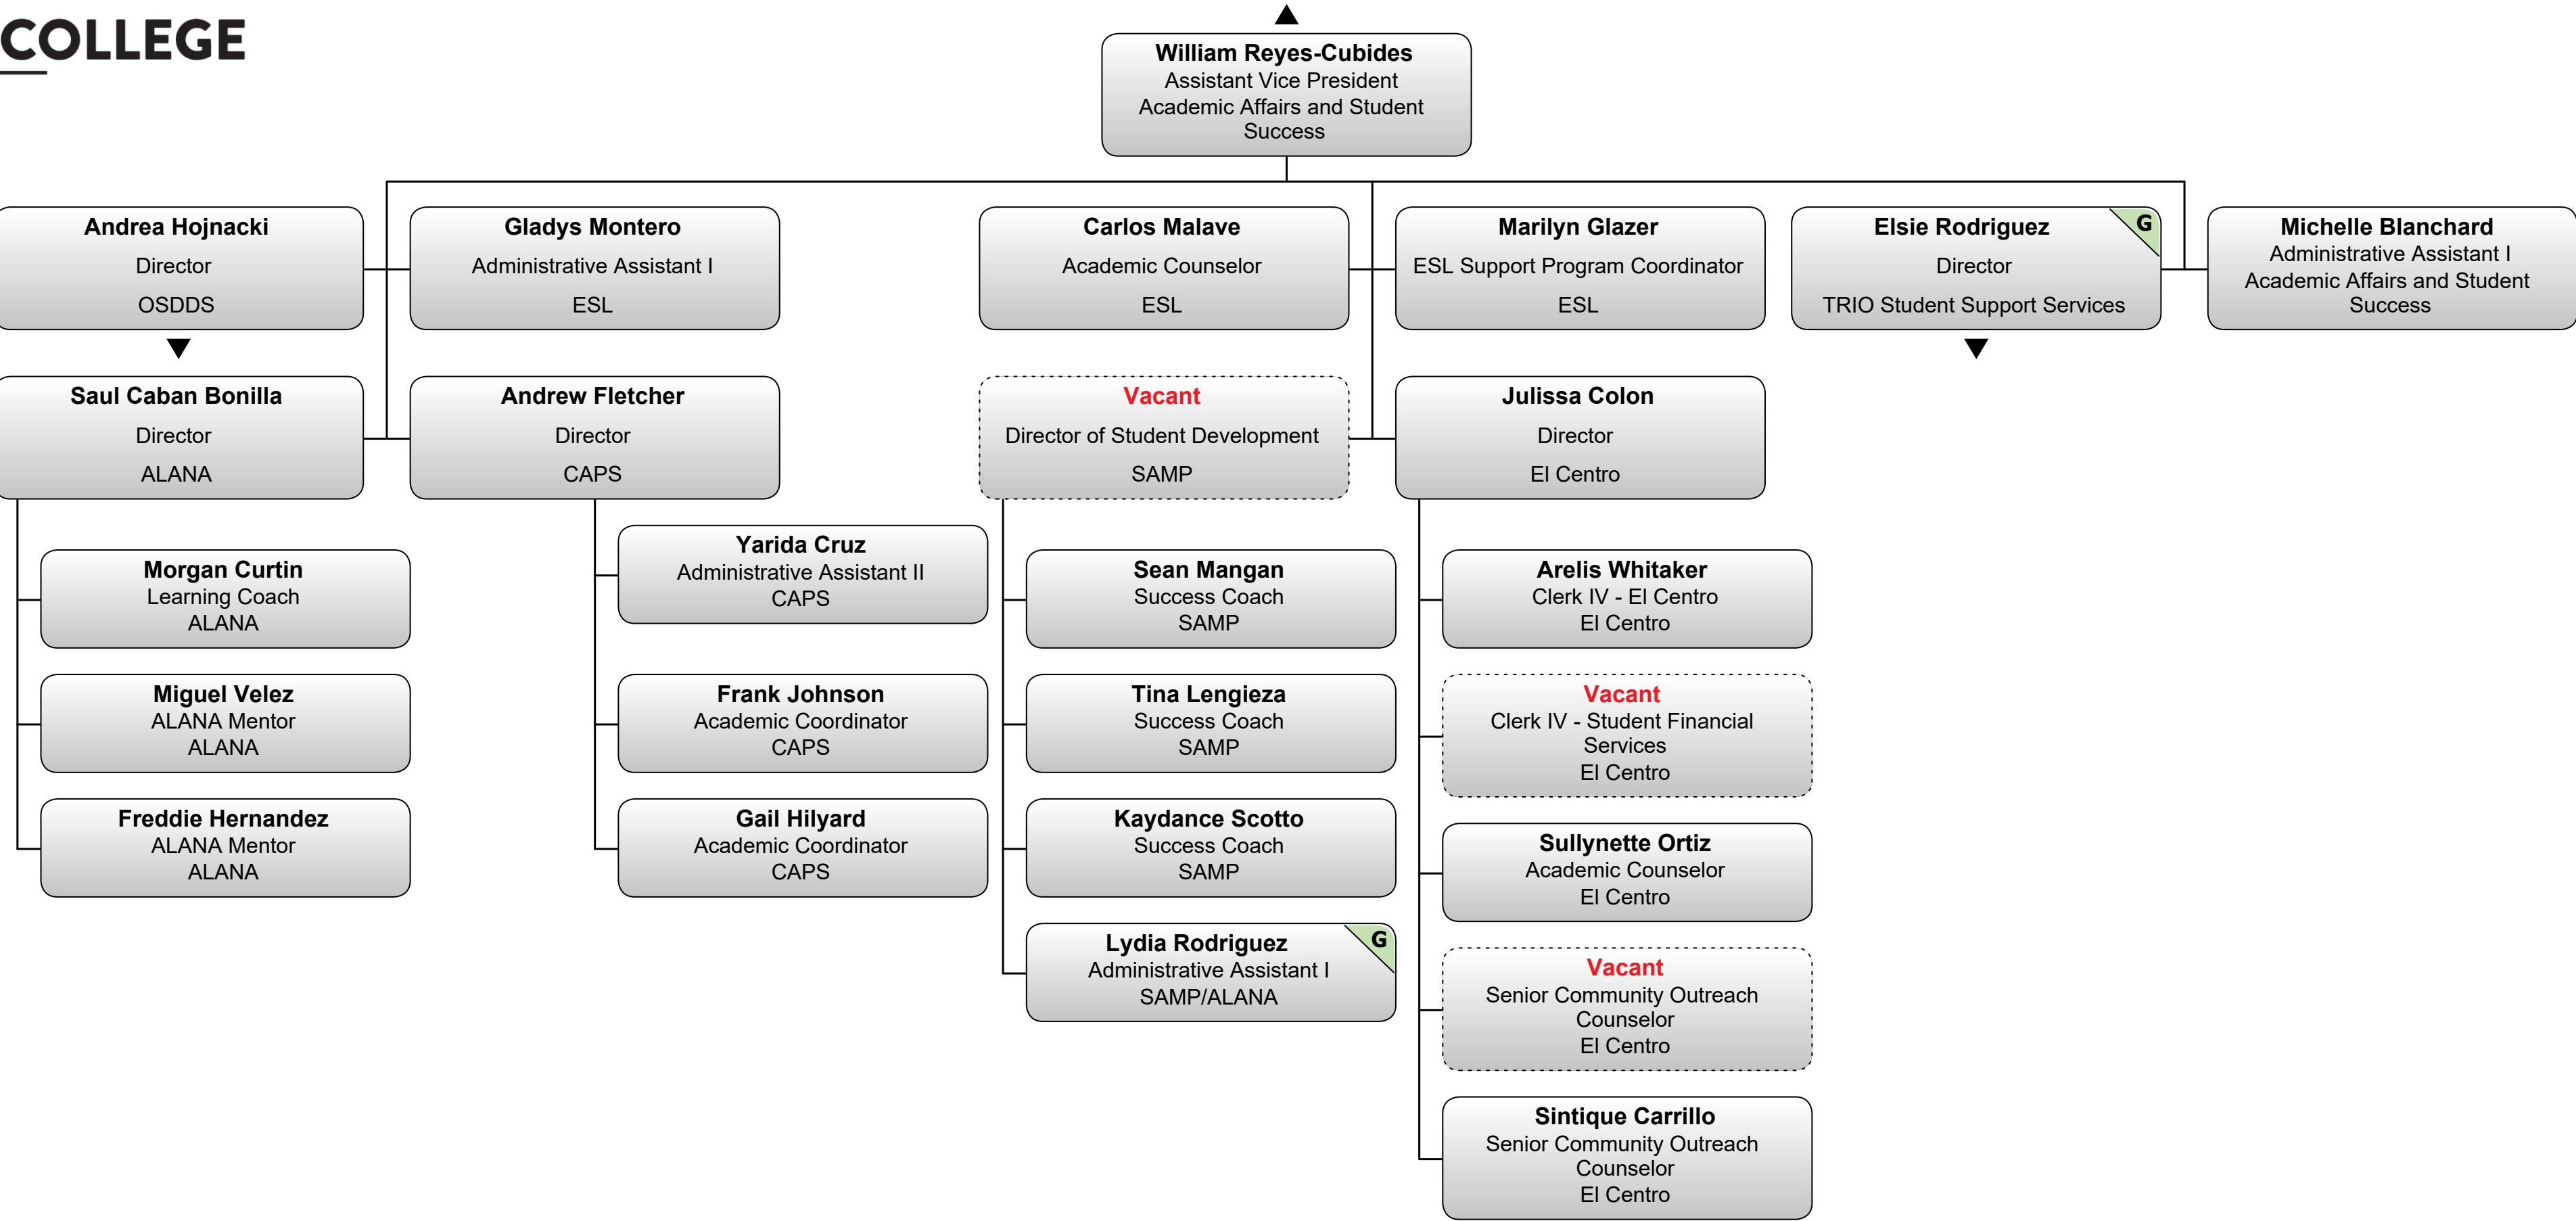 COLLEGE
William Reyes-Cubides
Assistant Vice President
Academic Affairs and Student
Success
Andrea Hojnacki
Director
OSDDS
Gladys Montero
Administrative Assistant I
ESL
Carlos Malave
Academic Counselor
ESL
Marilyn Glazer
ESL Support Program Coordinator
ESL
Elsie Rodriguez
G
Director
TRIO Student Support Services
Michelle Blanchard
Administrative Assistant I
Academic Affairs and Student
Success
Saul Caban Bonilla
Director
ALANA
Andrew Fletcher
Director
CAPS
Vacant
Director of Student Development
SAMP
Julissa Colon
Director
El Centro
Morgan Curtin
Learning Coach
ALANA
Miguel Velez
ALANA Mentor
ALANA
Freddie Hernandez
ALANA Mentor
ALANA
Yarida Cruz
Administrative Assistant II
CAPS
Frank Johnson
Academic Coordinator
CAPS
Gail Hilyard
Academic Coordinator
CAPS
Sean Mangan
Success Coach
SAMP
Tina Lengieza
Success Coach
SAMP
Kaydance Scotto
Success Coach
SAMP
Lydia Rodriguez
G
Administrative Assistant I
SAMP/ALANA
Arelis Whitaker
Clerk IV - El Centro
El Centro
Vacant
Clerk IV - Student Financial
Services
El Centro
Sullynette Ortiz
Academic Counselor
El Centro
Vacant
Senior Community Outreach
Counselor
El Centro
Sintique Carrillo
Senior Community Outreach
Counselor
El Centro